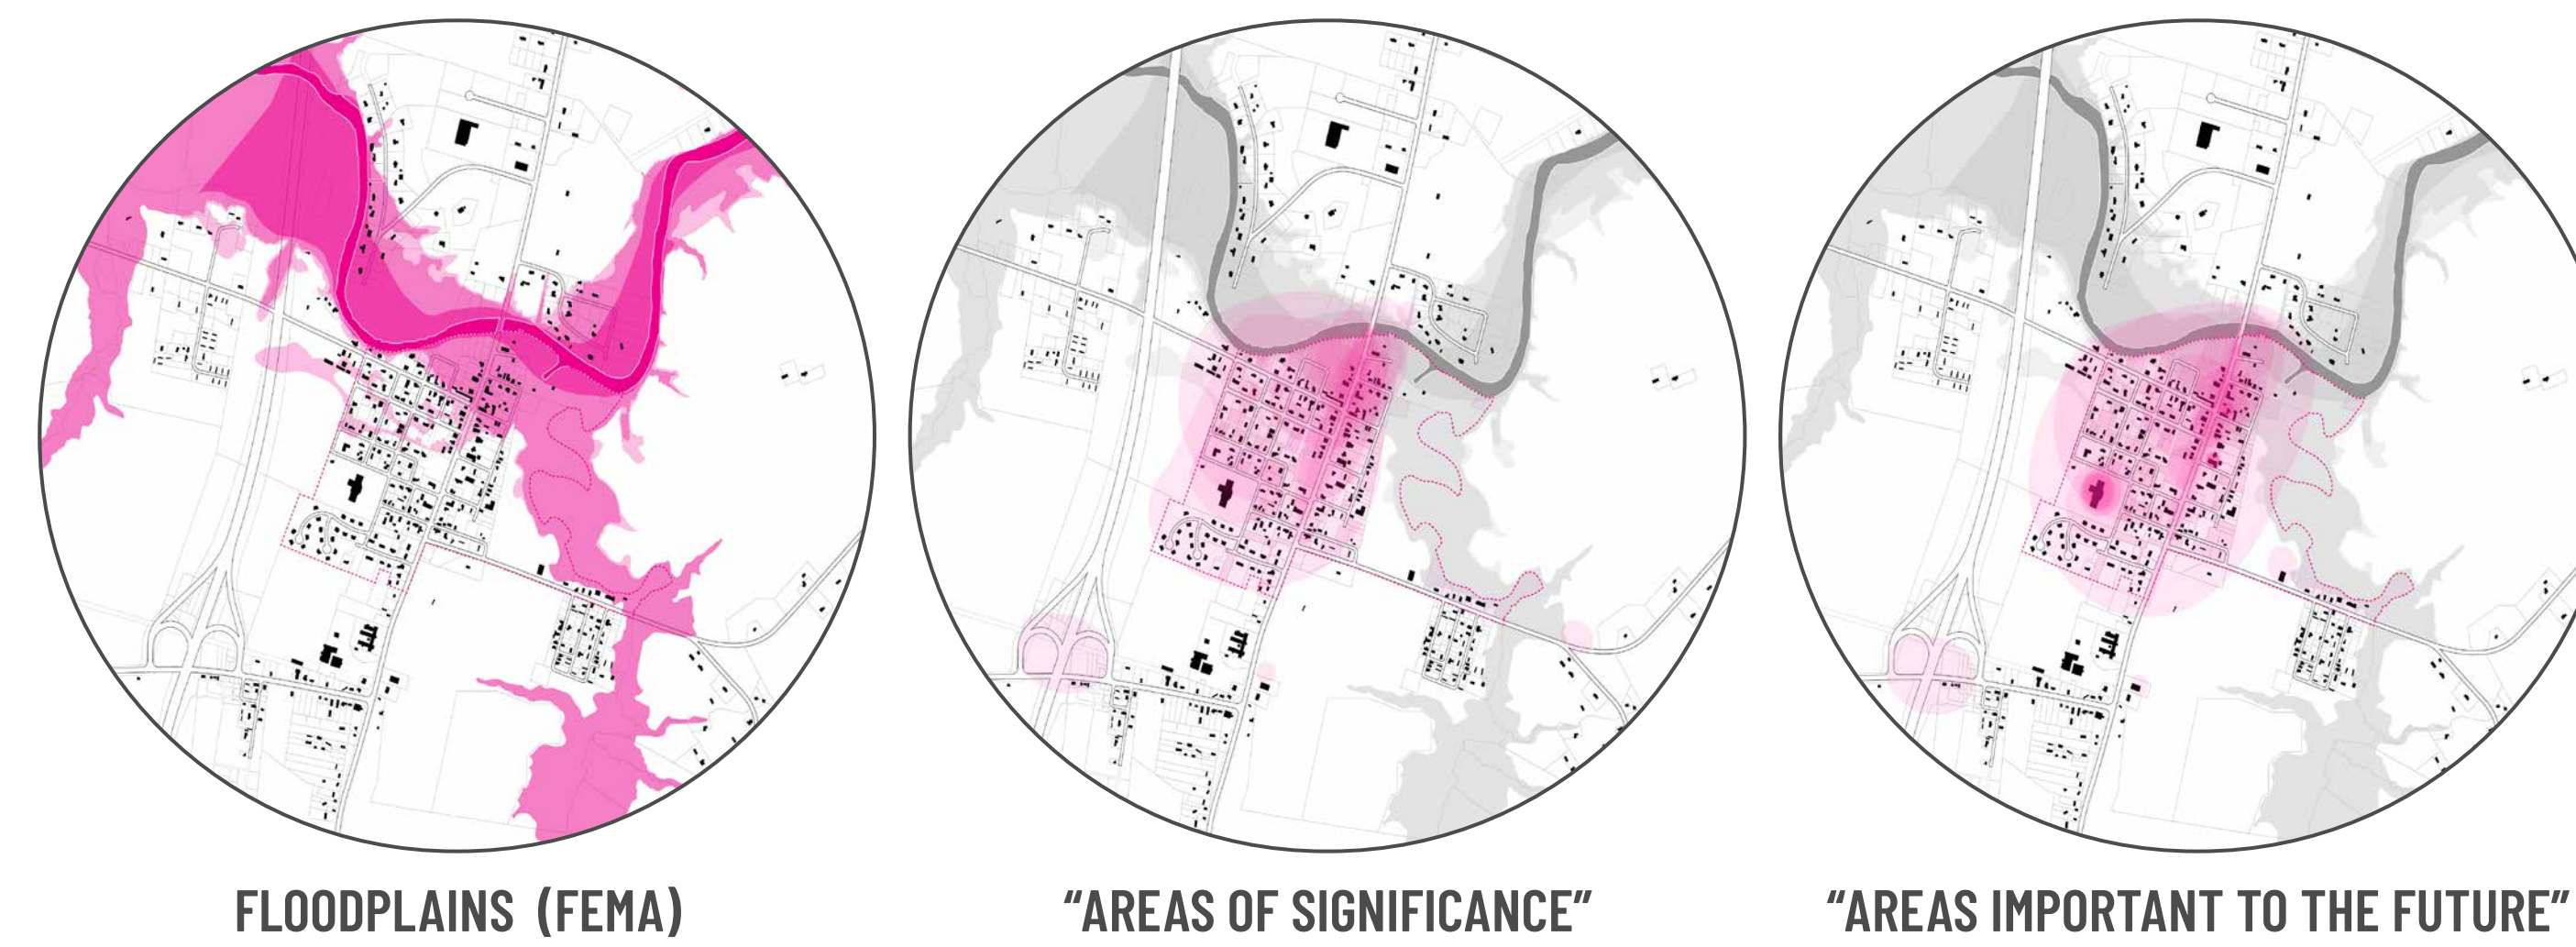 FLOODPLAINS (FEMA)
“AREAS OF SIGNIFICANCE”
“AREAS IMPORTANT TO THE FUTURE”